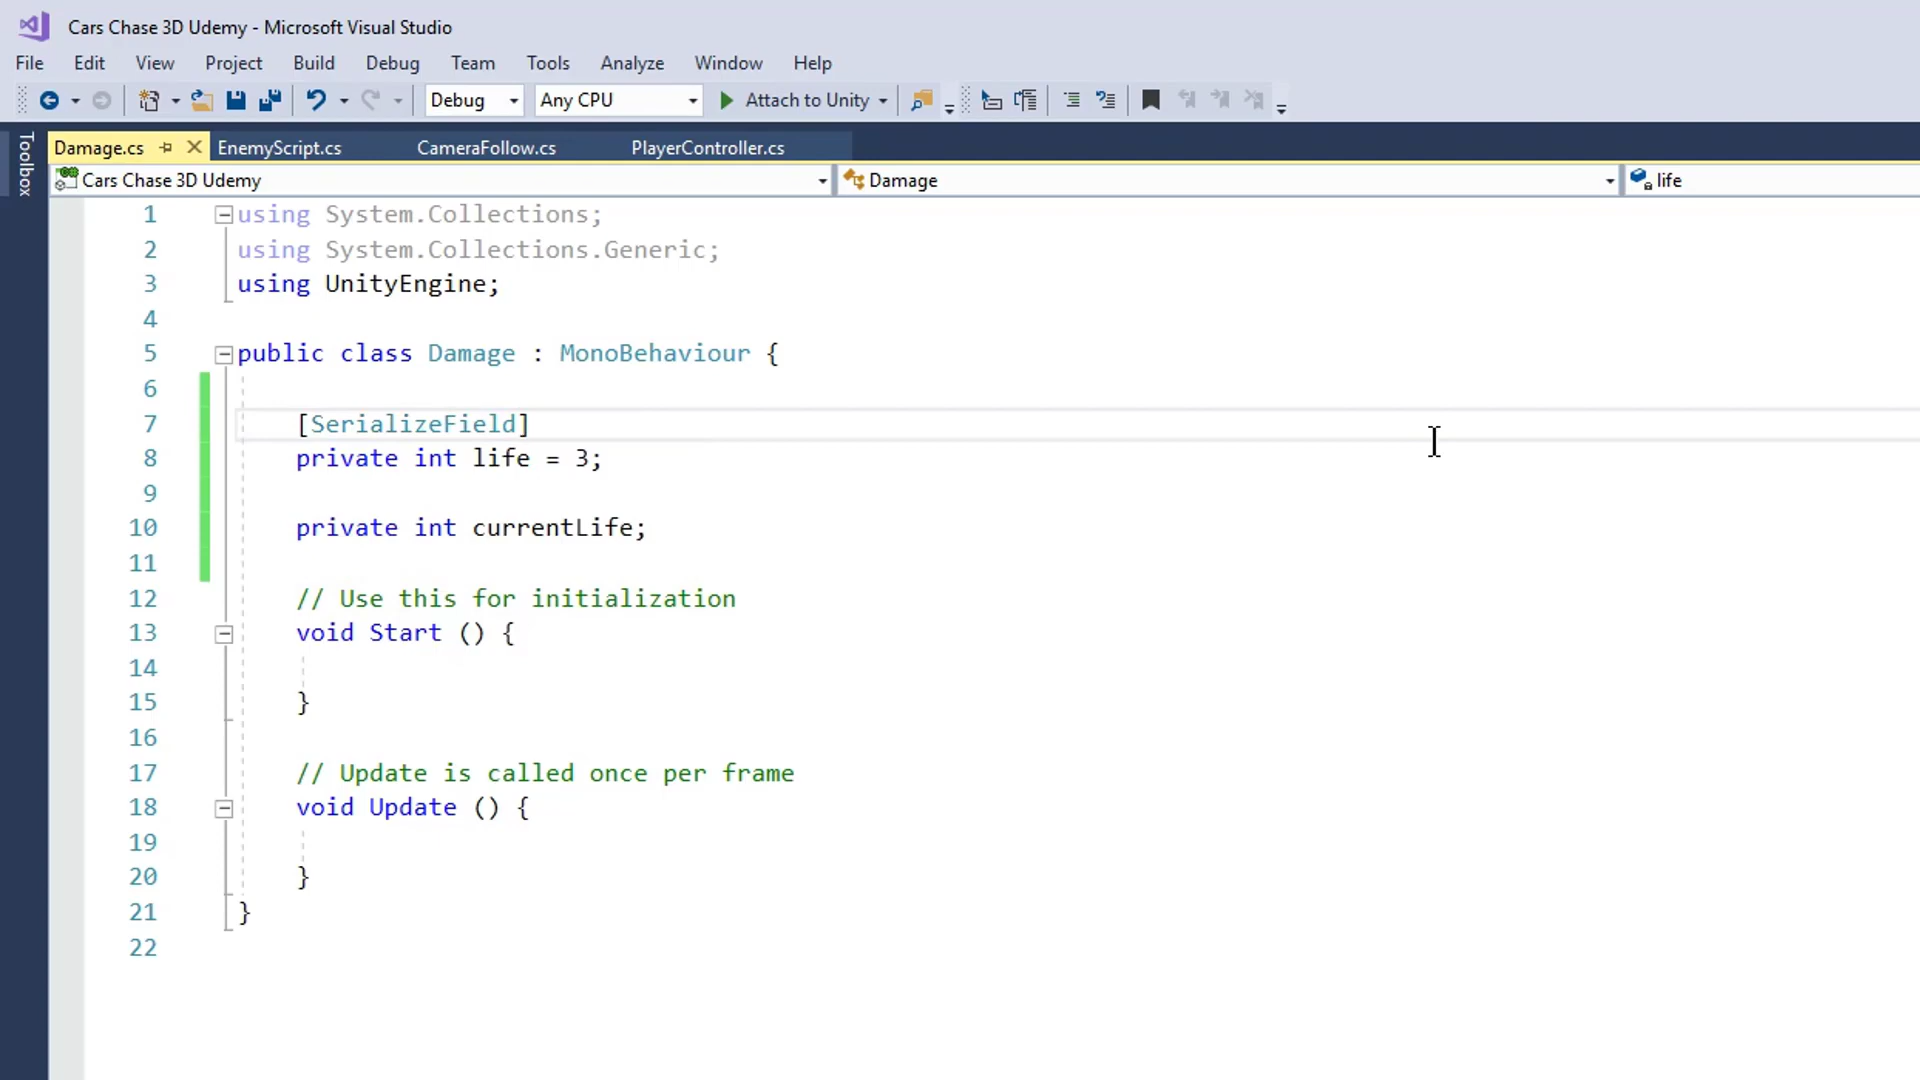 Cars Chase 3D Udemy - Microsoft Visual Studio
File Edit View Project Build Debug Team Tools Analyze Window Help
Debug Any CPU Attach to Unity
Toolbox
Damage.cs EnemyScript.cs CameraFollow.cs PlayerController.cs
Cars Chase 3D Udemy Damage life
1 using System.Collections;
2 using System.Collections.Generic;
3 using UnityEngine;
4
5 public class Damage : MonoBehaviour {
6
7 [SerializeField]
8 private int life = 3;
9
10 private int currentLife;
11
12 // Use this for initialization
13 void Start () {
14
15 }
16
17 // Update is called once per frame
18 void Update () {
19
20 }
21 }
22